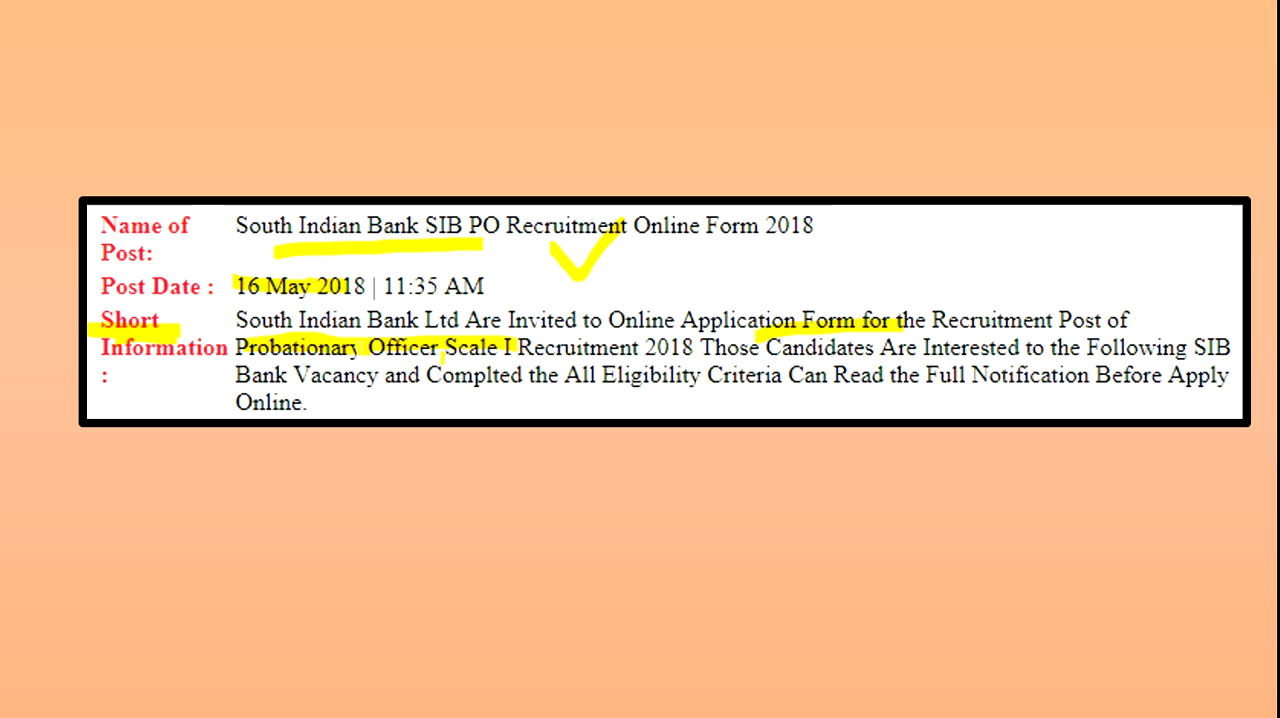 Name of South Indian Bank SIB PO Recruitment Online Form 2018
Post:
Post Date : 16 May 2018 | 11:35 AM
Short South Indian Bank Ltd Are Invited to Online Application Form for the Recruitment Post of
Information Probationary Officer Scale I Recruitment 2018 Those Candidates Are Interested to the Following SIB
: Bank Vacancy and Complted the All Eligibility Criteria Can Read the Full Notification Before Apply
Online.